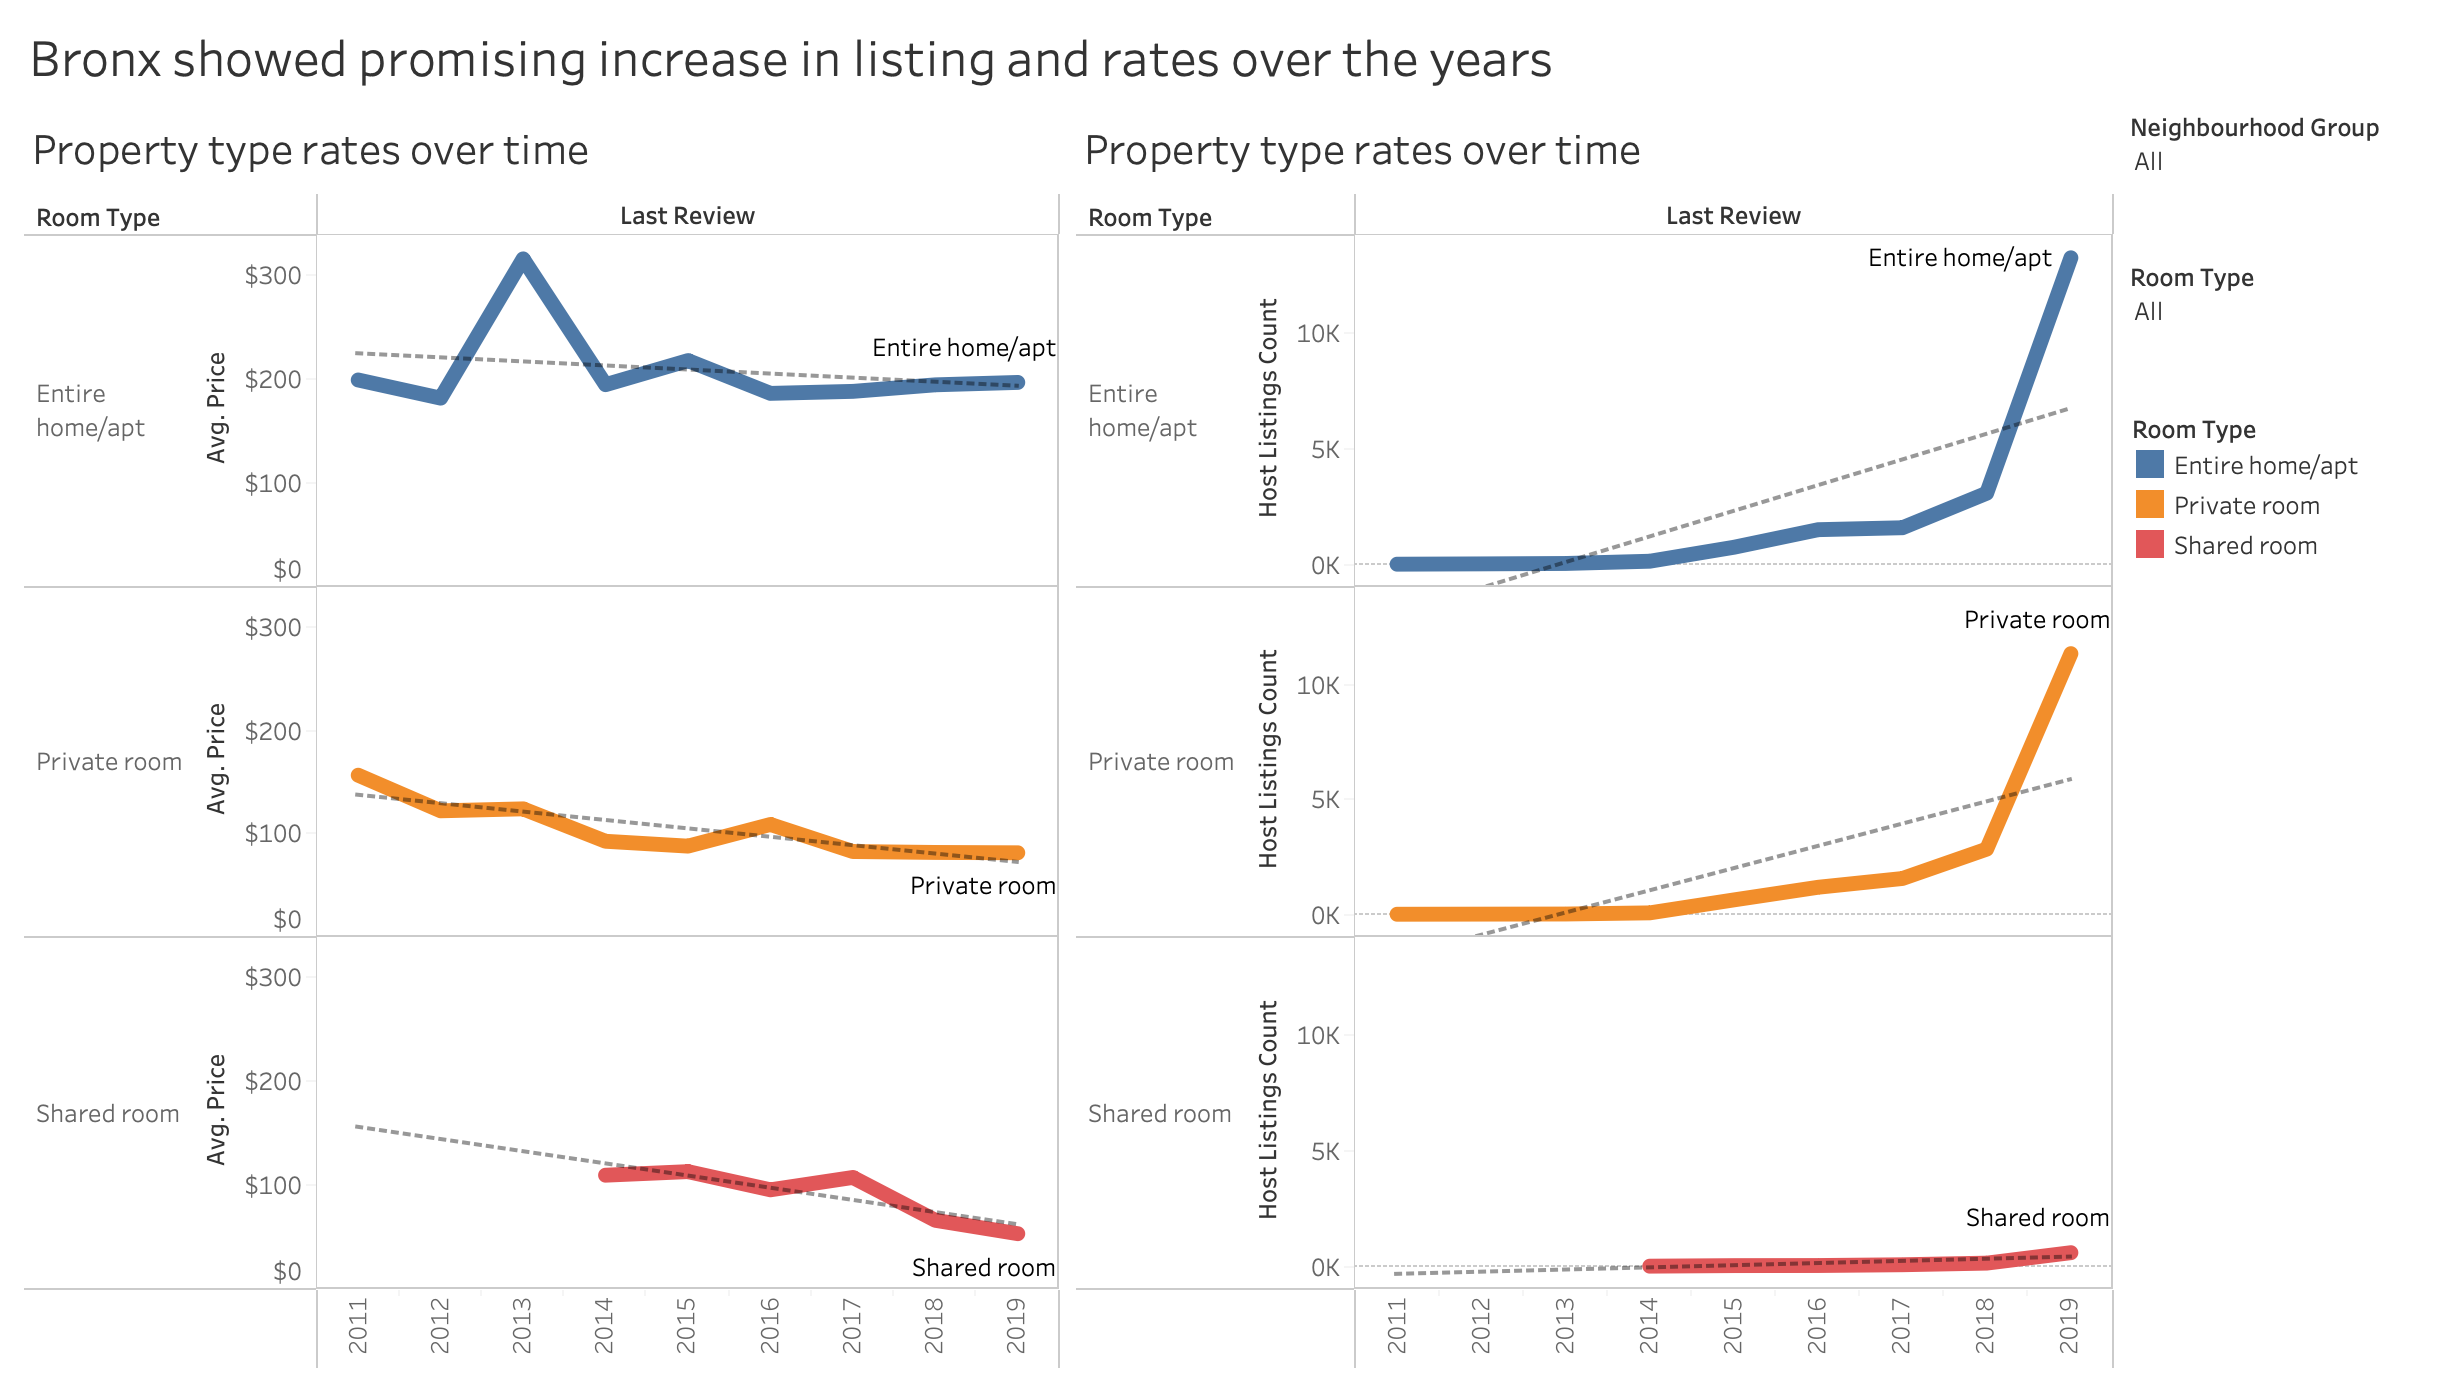 Bronx showed promising increase in listing and rates over the years
Property type rates over time
Room Type
Last Review
Entire
home/apt
Avg. Price
$300
$200
$100
$0
Entire home/apt
Private room
Avg. Price
$300
$200
$100
$0
Private room
Shared room
Avg. Price
$300
$200
$100
$0
Shared room
2011
2012
2013
2014
2015
2016
2017
2018
2019
Property type rates over time
Room Type
Last Review
Entire
home/apt
Host Listings Count
10K
5K
0K
Entire home/apt
Private room
Host Listings Count
10K
5K
0K
Private room
Shared room
Host Listings Count
10K
5K
0K
Shared room
2011
2012
2013
2014
2015
2016
2017
2018
2019
Neighbourhood Group
All
Room Type
All
Room Type
Entire home/apt
Private room
Shared room